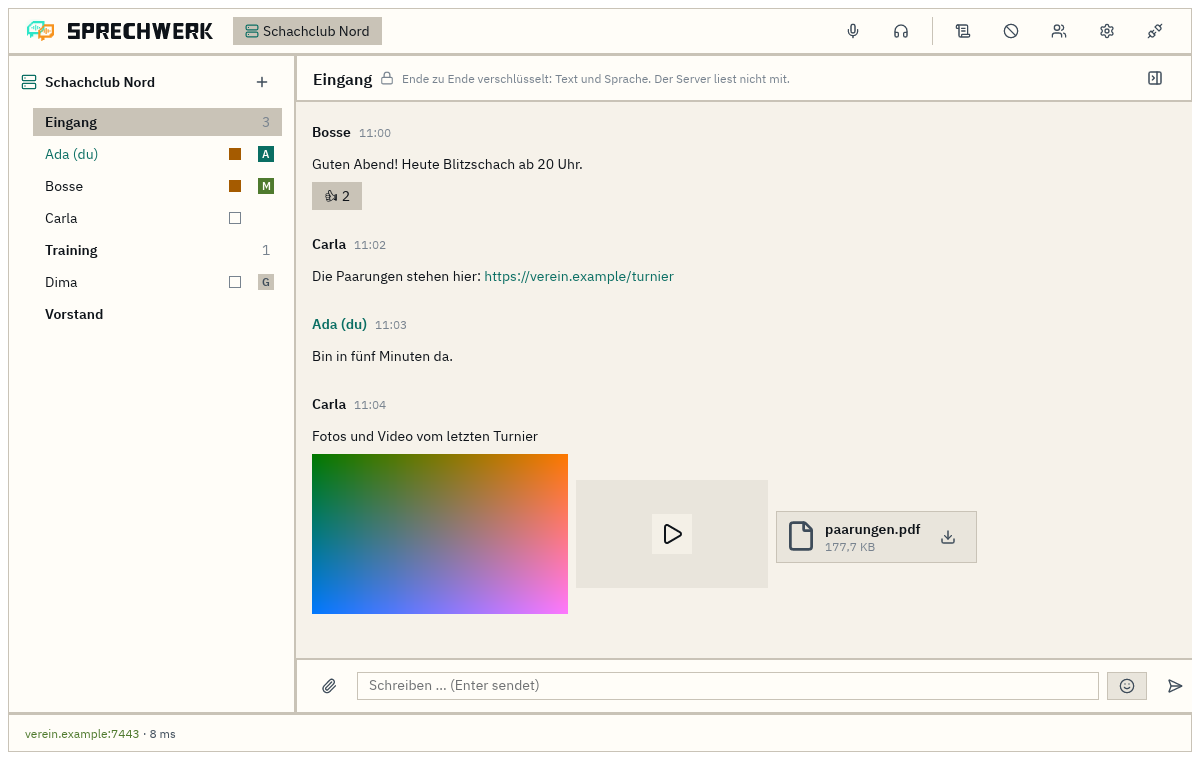 SPRECHWERK
Schachclub Nord
Schachclub Nord
Eingang 3
Ada (du) A
Bosse M
Carla
Training 1
Dima G
Vorstand
Eingang Ende zu Ende verschlüsselt: Text und Sprache. Der Server liest nicht mit.
Bosse 11:00
Guten Abend! Heute Blitzschach ab 20 Uhr.
👍 2
Carla 11:02
Die Paarungen stehen hier: https://verein.example/turnier
Ada (du) 11:03
Bin in fünf Minuten da.
Carla 11:04
Fotos und Video vom letzten Turnier
paarungen.pdf
177,7 KB
Schreiben … (Enter sendet)
verein.example:7443 · 8 ms